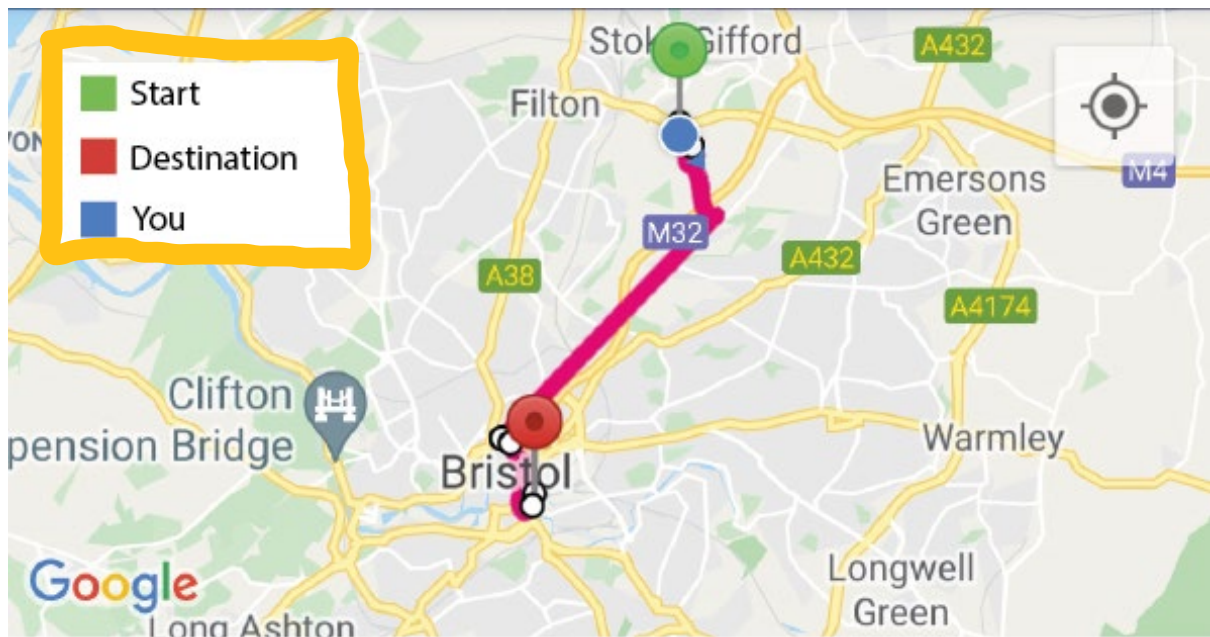 Start
Destination
You
Gifford
A432
Filton
M4
Emersons
Green
M32
A432
A38
A4174
Clifton
pension Bridge
Warmley
Bristol
Longwell
Green
Google
Long Ashton